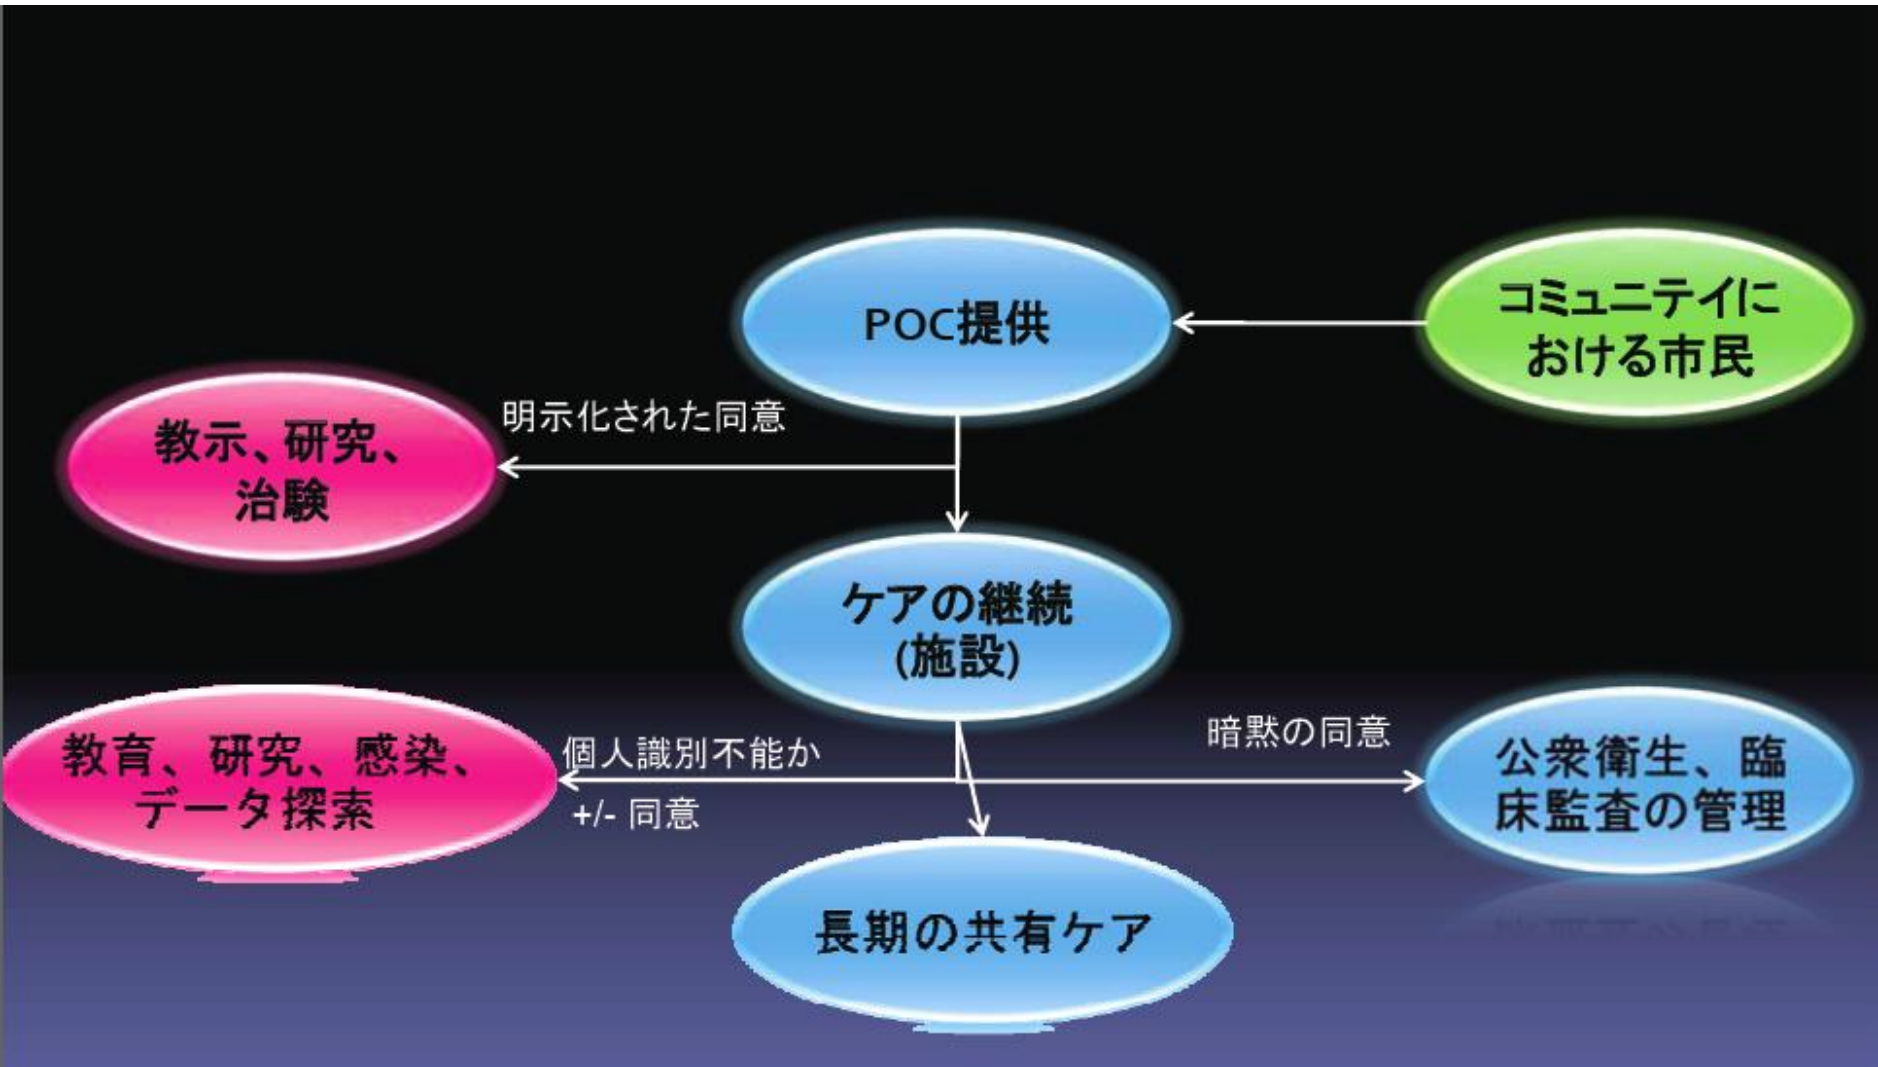 POC提供
コミュニテイに
おける市民
明示化された同意
教示、研究、
治験
ケアの継続
(施設)
個人識別不能か
+/- 同意
暗黙の同意
教育、研究、感染、
データ探索
公衆衛生、臨
床監査の管理
長期の共有ケア